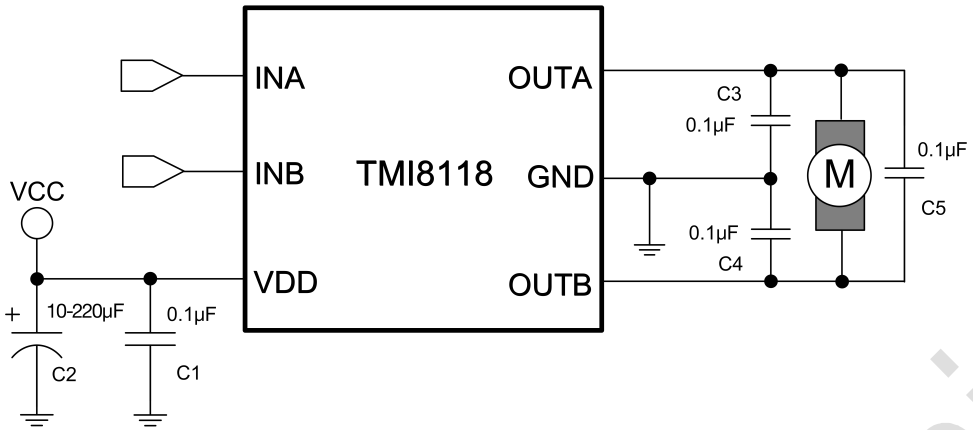 INA
OUTA
C3
0.1µF
0.1µF
INB
TMI8118
GND
M
C5
VCC
0.1µF
C4
VDD
OUTB
+
10-220µF
0.1µF
C2
C1